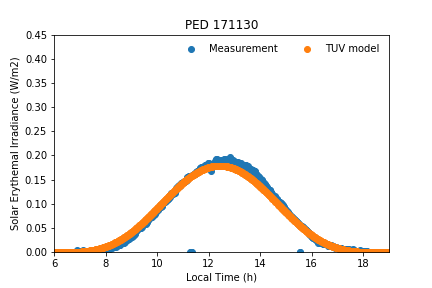 PED 171130
Measurement TUV model
Solar Erythemal Irradiance (W/m2)
0.45
0.40
0.35
0.30
0.25
0.20
0.15
0.10
0.05
0.00
6 8 10 12 14 16 18
Local Time (h)